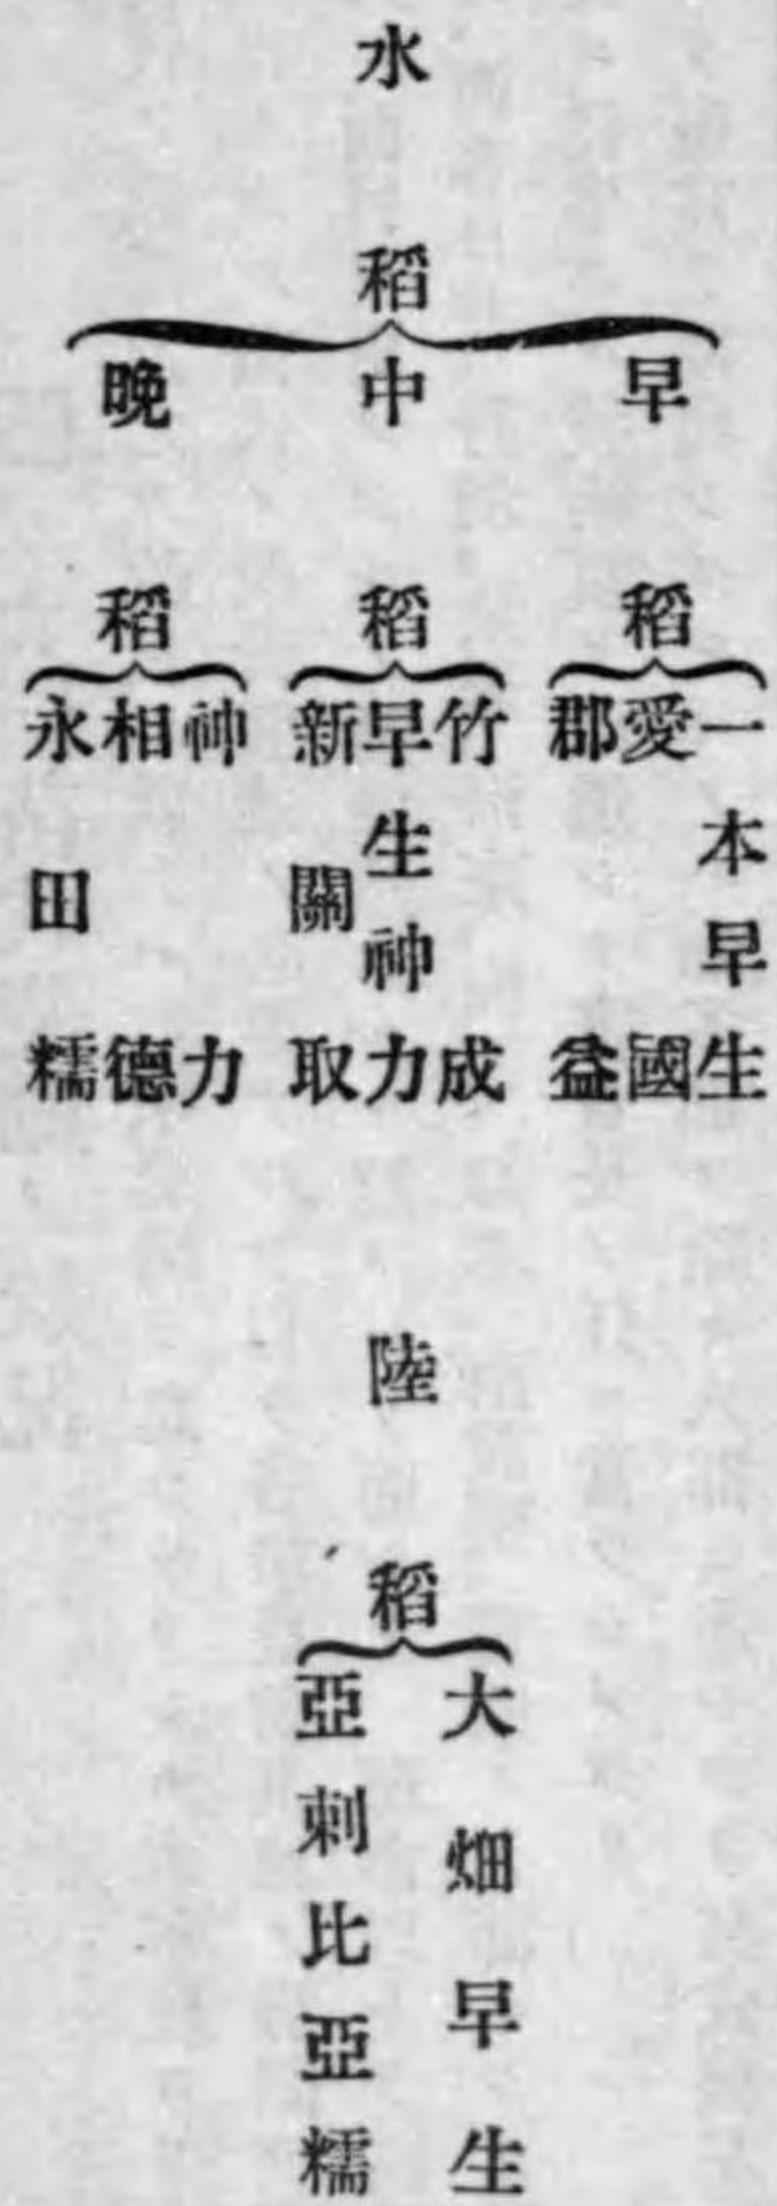 水稻
早稻
一本早生
愛國
郡益
中稻
竹成
早生神力
新關取
晩稻
神力
相德
永田糯
陸稻
大畑早生
亞剌比亞糯